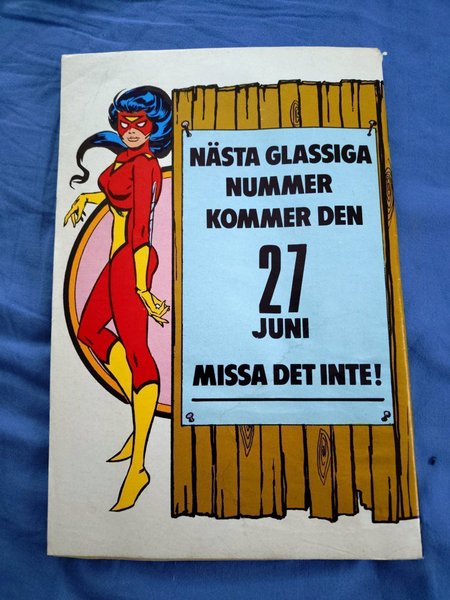 NÄSTA GLASSIGA
NUMMER
KOMMER DEN
27
JUNI
MISSA DET INTE!